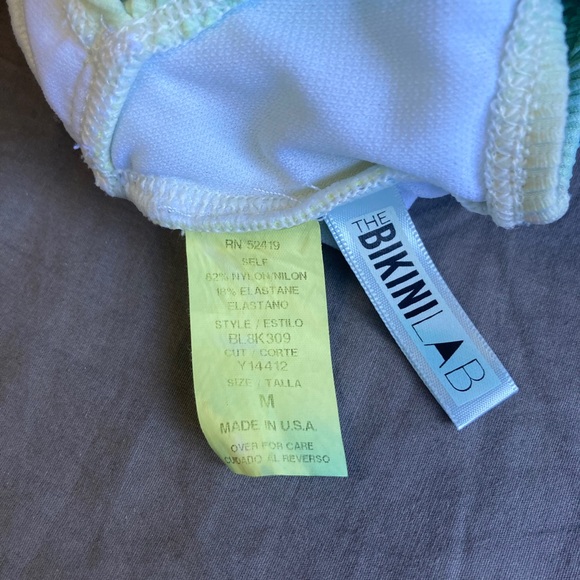 RN 52419
SELF
82% NYLON/NILON
18% ELASTANE
ELASTANO
STYLE / ESTILO
BL8K309
CUT / CORTE
Y14412
SIZE / TALLA
M
MADE IN U.S.A.
OVER FOR CARE
CUIDADO AL REVERSO
THE
BIKINI LAB